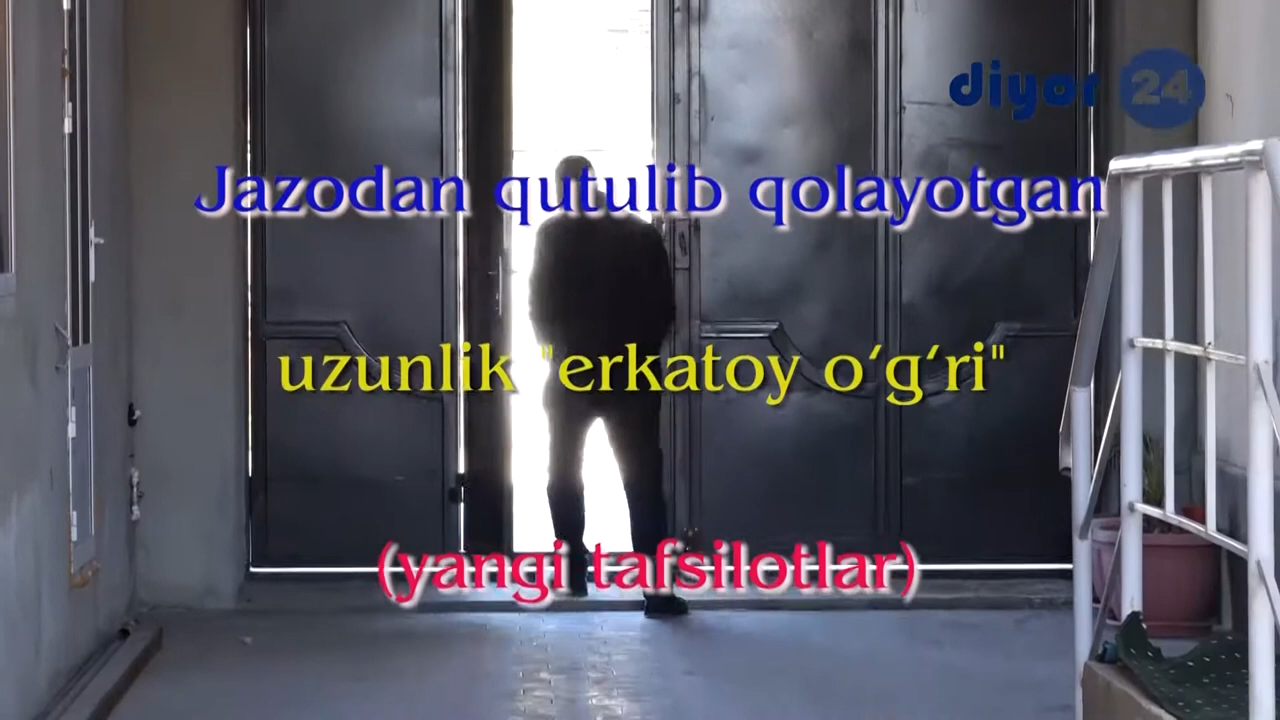 diyor 24
Jazodan qutulib qolayotgan
uzunlik "erkatoy o‘g‘ri"
(yangi tafsilotlar)